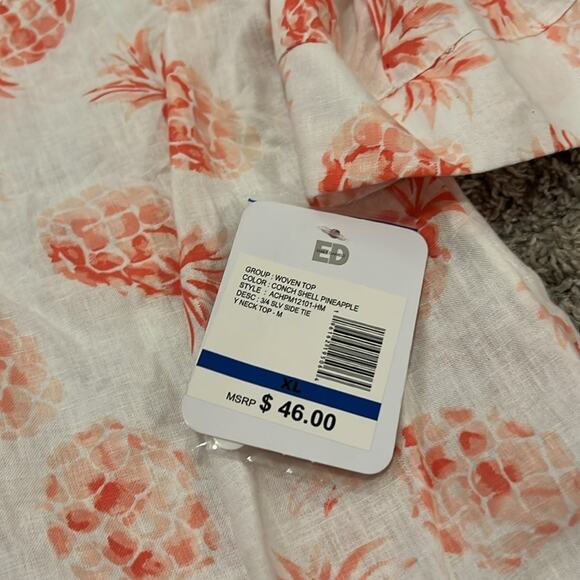 ED
GROUP : WOVEN TOP
COLOR : CONCH SHELL PINEAPPLE
STYLE : ACHPM12101-HM
DESC : 3/4 SLV SIDE TIE
Y NECK TOP - M
XL
MSRP $ 46.00